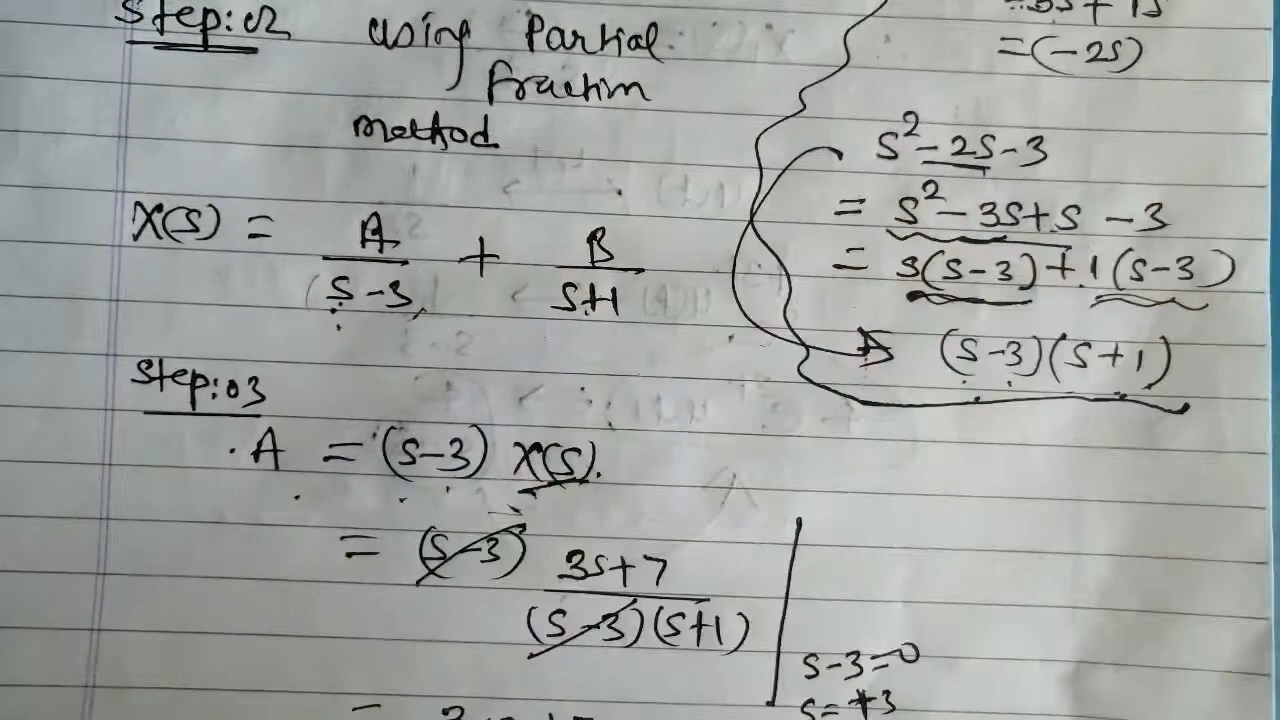 Step:02 Using Partial
fraction
method
X(s) = A/(s-3) + B/(s+1)
Step:03
A = (s-3) X(s).
= (s-3) (3s+7)/((s-3)(s+1))
s-3=0
s=+3
=(-2s)
s²-2s-3
= s²-3s+s-3
= s(s-3)+1(s-3)
(s-3)(s+1)